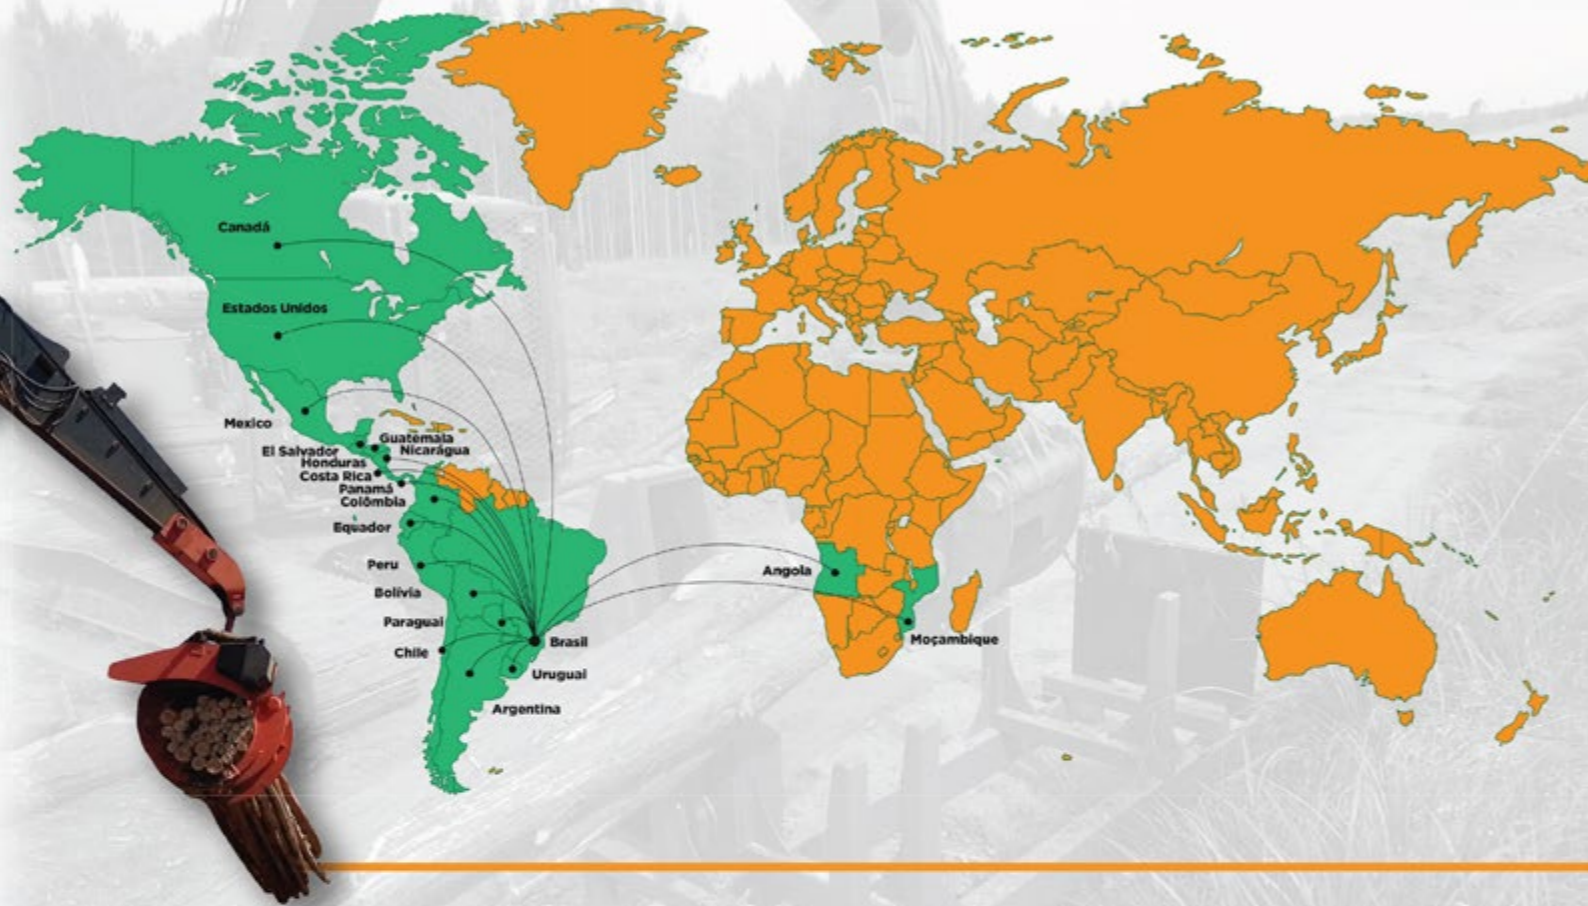 Canadá
Estados Unidos
Mexico
Guatemala
El Salvador
Nicarágua
Honduras
Costa Rica
Panamá
Colômbia
Equador
Peru
Angola
Bolívia
Paraguai
Brasil
Moçambique
Chile
Uruguai
Argentina